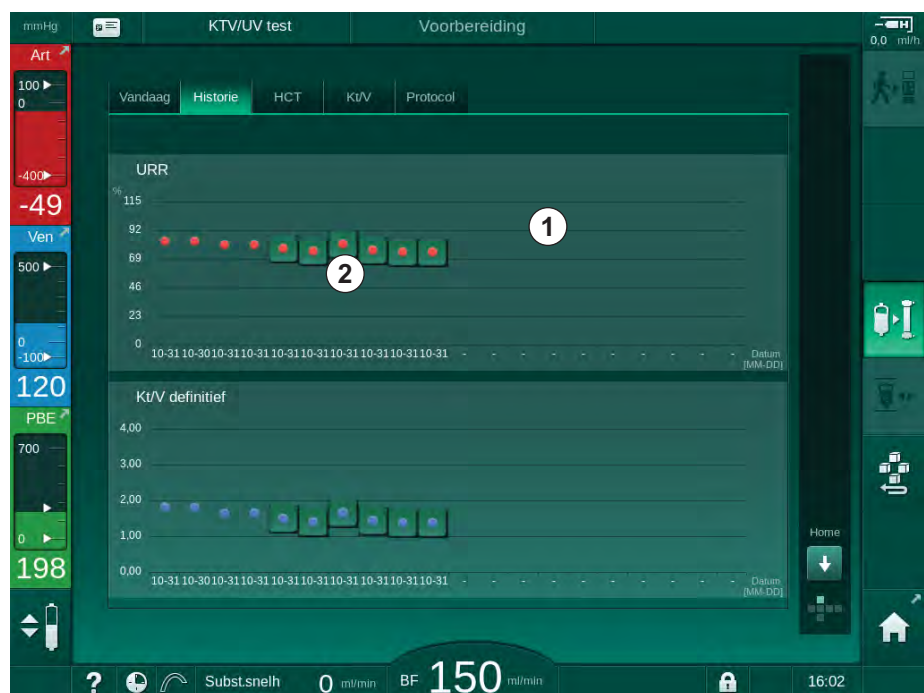 mmHg
KTV/UV test
Voorbereiding
0,0 ml/h
Art
100
0
-400
-49
Ven
500
0
-100
120
PBE
700
0
198
Vandaag Historie HCT Kt/V Protocol
URR
%
115
92
69
46
23
0
10-31 10-30 10-31 10-31 10-31 10-31 10-31 10-31 10-31 10-31 - - - - - - - - - -
Datum
[MM-DD]
1
2
Kt/V definitief
4,00
3,00
2,00
1,00
0,00
10-31 10-30 10-31 10-31 10-31 10-31 10-31 10-31 10-31 10-31 - - - - - - - - - -
Datum
[MM-DD]
Home
? Subst.snelh 0 ml/min BF 150 ml/min 16:02